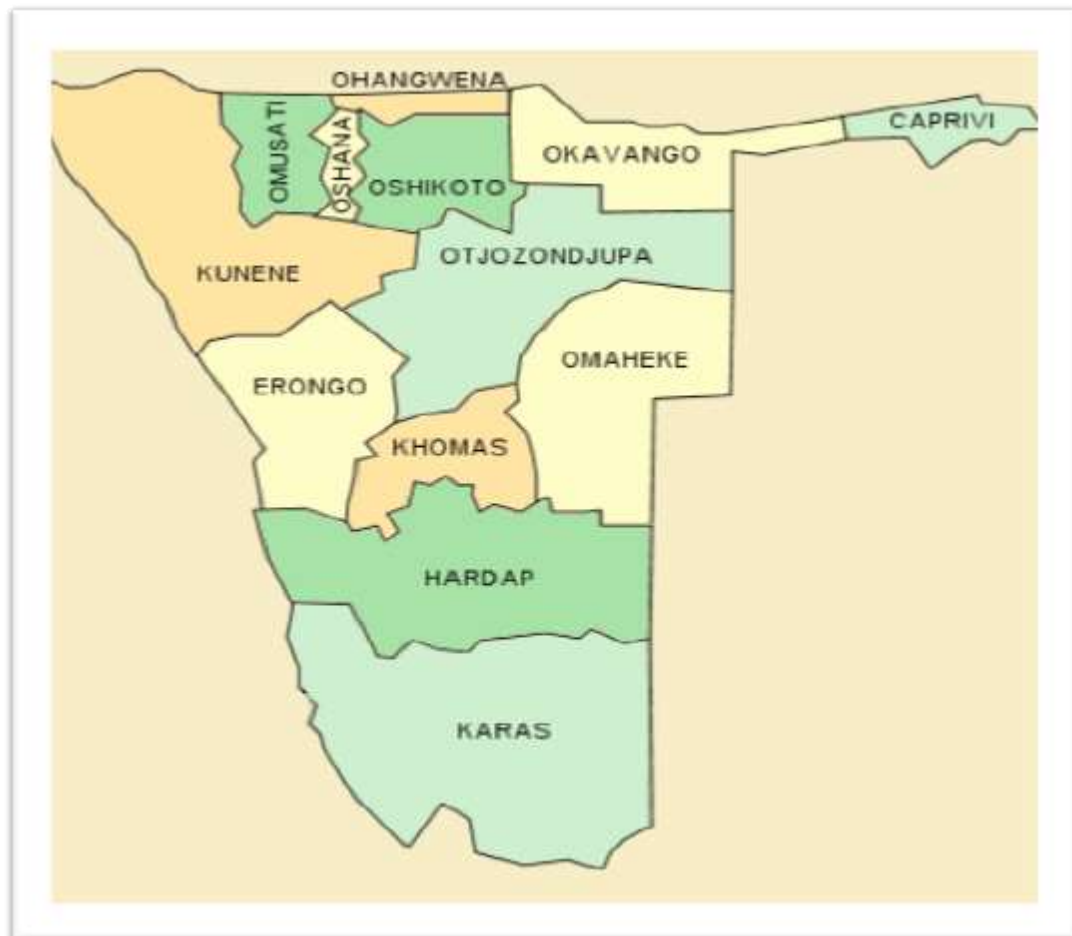 OHANGWENA
CAPRIVI
OMUSATI
OSHANA
OKAVANGO
OSHIKOTO
OTJOZONDJUPA
KUNENE
OMAHEKE
ERONGO
KHOMAS
HARDAP
KARAS